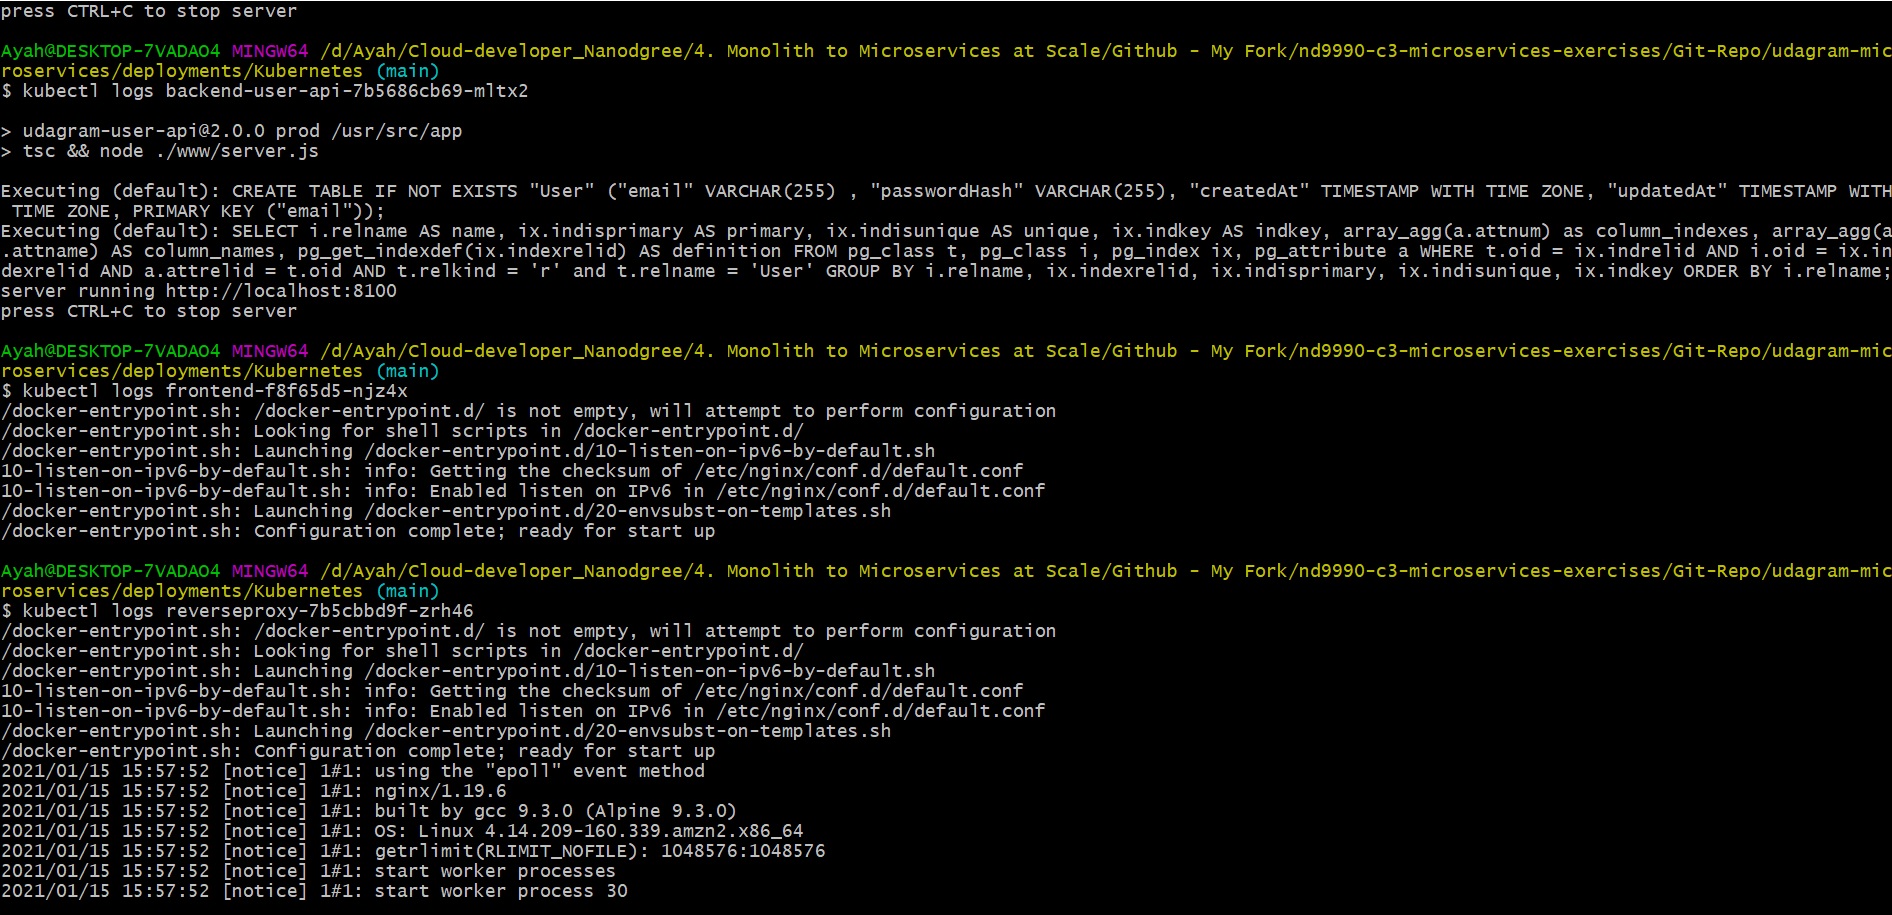 press CTRL+C to stop server
Ayah@DESKTOP-7VADAO4 MINGW64 /d/Ayah/Cloud-developer_Nanodgree/4. Monolith to Microservices at Scale/Github - My Fork/nd9990-c3-microservices-exercises/Git-Repo/udagram-mic
roservices/deployments/Kubernetes (main)
$ kubectl logs backend-user-api-7b5686cb69-mltx2
> udagram-user-api@2.0.0 prod /usr/src/app
> tsc && node ./www/server.js
Executing (default): CREATE TABLE IF NOT EXISTS "User" ("email" VARCHAR(255) , "passwordHash" VARCHAR(255), "createdAt" TIMESTAMP WITH TIME ZONE, "updatedAt" TIMESTAMP WITH
 TIME ZONE, PRIMARY KEY ("email"));
Executing (default): SELECT i.relname AS name, ix.indisprimary AS primary, ix.indisunique AS unique, ix.indkey AS indkey, array_agg(a.attnum) as column_indexes, array_agg(a
.attname) AS column_names, pg_get_indexdef(ix.indexrelid) AS definition FROM pg_class t, pg_class i, pg_index ix, pg_attribute a WHERE t.oid = ix.indrelid AND i.oid = ix.in
dexrelid AND a.attrelid = t.oid AND t.relkind = 'r' and t.relname = 'User' GROUP BY i.relname, ix.indexrelid, ix.indisprimary, ix.indisunique, ix.indkey ORDER BY i.relname;
server running http://localhost:8100
press CTRL+C to stop server
Ayah@DESKTOP-7VADAO4 MINGW64 /d/Ayah/Cloud-developer_Nanodgree/4. Monolith to Microservices at Scale/Github - My Fork/nd9990-c3-microservices-exercises/Git-Repo/udagram-mic
roservices/deployments/Kubernetes (main)
$ kubectl logs frontend-f8f65d5-njz4x
/docker-entrypoint.sh: /docker-entrypoint.d/ is not empty, will attempt to perform configuration
/docker-entrypoint.sh: Looking for shell scripts in /docker-entrypoint.d/
/docker-entrypoint.sh: Launching /docker-entrypoint.d/10-listen-on-ipv6-by-default.sh
10-listen-on-ipv6-by-default.sh: info: Getting the checksum of /etc/nginx/conf.d/default.conf
10-listen-on-ipv6-by-default.sh: info: Enabled listen on IPv6 in /etc/nginx/conf.d/default.conf
/docker-entrypoint.sh: Launching /docker-entrypoint.d/20-envsubst-on-templates.sh
/docker-entrypoint.sh: Configuration complete; ready for start up
Ayah@DESKTOP-7VADAO4 MINGW64 /d/Ayah/Cloud-developer_Nanodgree/4. Monolith to Microservices at Scale/Github - My Fork/nd9990-c3-microservices-exercises/Git-Repo/udagram-mic
roservices/deployments/Kubernetes (main)
$ kubectl logs reverseproxy-7b5cbbd9f-zrh46
/docker-entrypoint.sh: /docker-entrypoint.d/ is not empty, will attempt to perform configuration
/docker-entrypoint.sh: Looking for shell scripts in /docker-entrypoint.d/
/docker-entrypoint.sh: Launching /docker-entrypoint.d/10-listen-on-ipv6-by-default.sh
10-listen-on-ipv6-by-default.sh: info: Getting the checksum of /etc/nginx/conf.d/default.conf
10-listen-on-ipv6-by-default.sh: info: Enabled listen on IPv6 in /etc/nginx/conf.d/default.conf
/docker-entrypoint.sh: Launching /docker-entrypoint.d/20-envsubst-on-templates.sh
/docker-entrypoint.sh: Configuration complete; ready for start up
2021/01/15 15:57:52 [notice] 1#1: using the "epoll" event method
2021/01/15 15:57:52 [notice] 1#1: nginx/1.19.6
2021/01/15 15:57:52 [notice] 1#1: built by gcc 9.3.0 (Alpine 9.3.0)
2021/01/15 15:57:52 [notice] 1#1: OS: Linux 4.14.209-160.339.amzn2.x86_64
2021/01/15 15:57:52 [notice] 1#1: getrlimit(RLIMIT_NOFILE): 1048576:1048576
2021/01/15 15:57:52 [notice] 1#1: start worker processes
2021/01/15 15:57:52 [notice] 1#1: start worker process 30